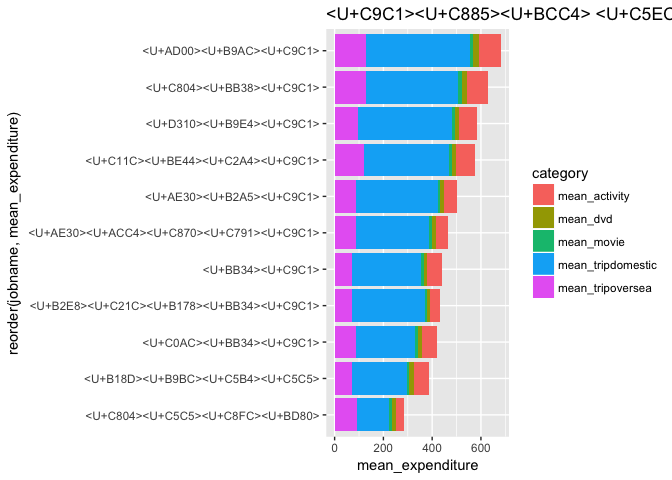 <U+C9C1><U+C885><U+BCC4> <U+C5EC
<U+AD00><U+B9AC><U+C9C1>
<U+C804><U+BB38><U+C9C1>
<U+D310><U+B9E4><U+C9C1>
<U+C11C><U+BE44><U+C2A4><U+C9C1>
<U+AE30><U+B2A5><U+C9C1>
<U+AE30><U+ACC4><U+C870><U+C791><U+C9C1>
<U+BB34><U+C9C1>
<U+B2E8><U+C21C><U+B178><U+BB34><U+C9C1>
<U+C0AC><U+BB34><U+C9C1>
<U+B18D><U+B9BC><U+C5B4><U+C5C5>
<U+C804><U+C5C5><U+C8FC><U+BD80>
reorder(jobname, mean_expenditure)
0 200 400 600
mean_expenditure
category
mean_activity
mean_dvd
mean_movie
mean_tripdomestic
mean_tripoversea